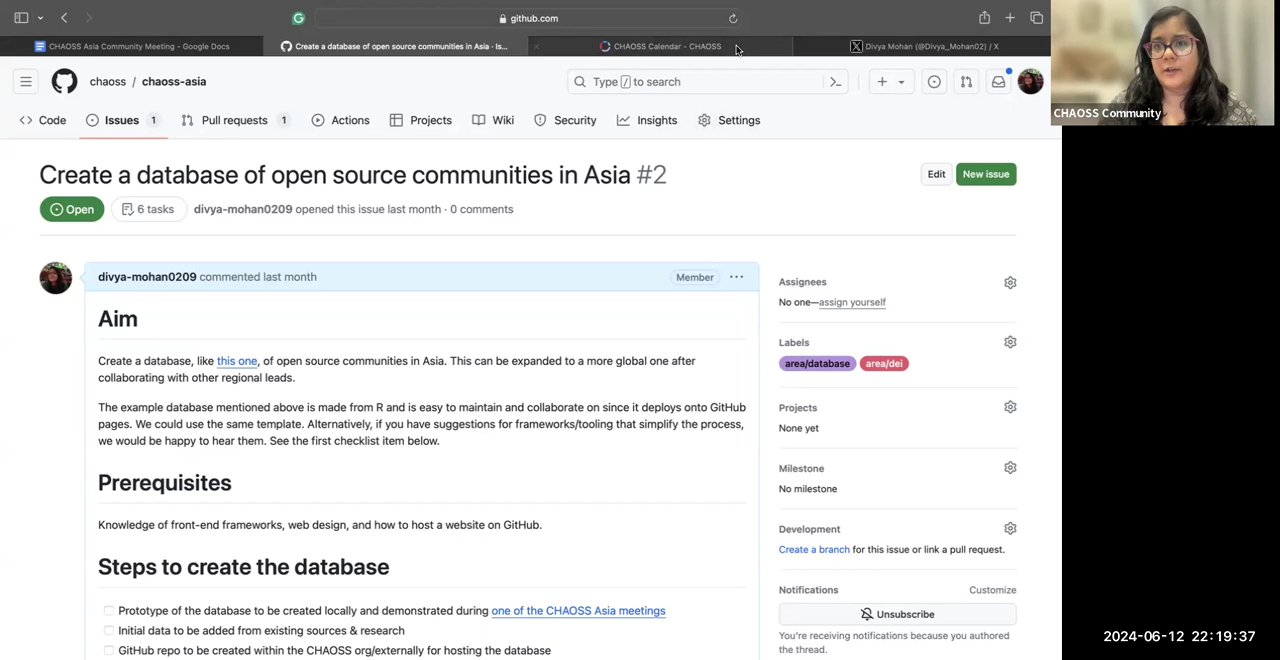 github.com
CHAOSS Asia Community Meeting - Google Docs
Create a database of open source communities in Asia · Is...
CHAOSS Calendar - CHAOSS
Divya Mohan (@Divya_Mohan02) / X
chaoss / chaoss-asia
Type / to search
CHAOSS Community
Code
Issues 1
Pull requests 1
Actions
Projects
Wiki
Security
Insights
Settings
Create a database of open source communities in Asia #2
Edit
New issue
Open
6 tasks
divya-mohan0209 opened this issue last month · 0 comments
divya-mohan0209 commented last month
Member
Aim
Create a database, like this one, of open source communities in Asia. This can be expanded to a more global one after
collaborating with other regional leads.
The example database mentioned above is made from R and is easy to maintain and collaborate on since it deploys onto GitHub
pages. We could use the same template. Alternatively, if you have suggestions for frameworks/tooling that simplify the process,
we would be happy to hear them. See the first checklist item below.
Prerequisites
Knowledge of front-end frameworks, web design, and how to host a website on GitHub.
Steps to create the database
Prototype of the database to be created locally and demonstrated during one of the CHAOSS Asia meetings
Initial data to be added from existing sources & research
GitHub repo to be created within the CHAOSS org/externally for hosting the database
Assignees
No one—assign yourself
Labels
area/database area/dei
Projects
None yet
Milestone
No milestone
Development
Create a branch for this issue or link a pull request.
Notifications
Customize
Unsubscribe
You're receiving notifications because you authored
the thread.
2024-06-12 22:19:37